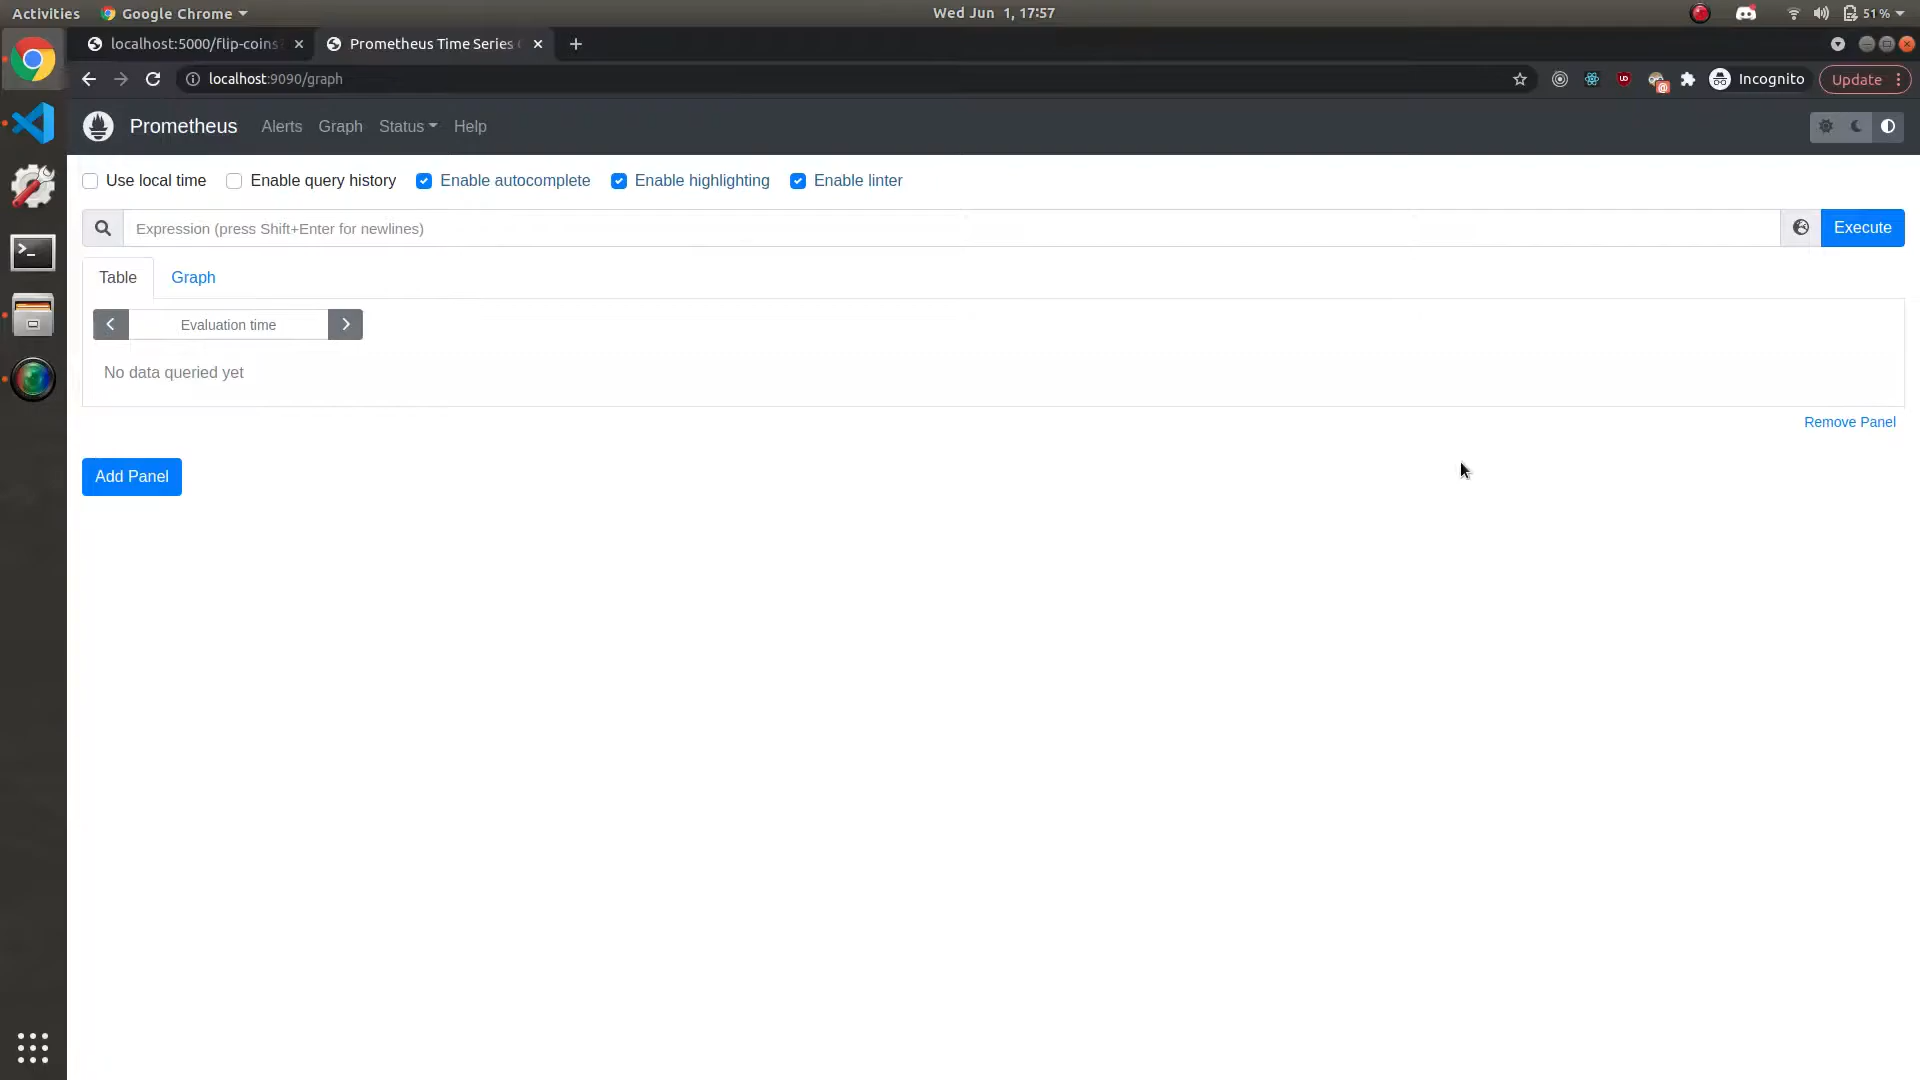 Activities Google Chrome Wed Jun 1, 17:57 51%
localhost:5000/flip-coins Prometheus Time Series
localhost:9090/graph Incognito Update
Prometheus Alerts Graph Status Help
Use local time Enable query history Enable autocomplete Enable highlighting Enable linter
Expression (press Shift+Enter for newlines) Execute
Table Graph
Evaluation time
No data queried yet
Remove Panel
Add Panel